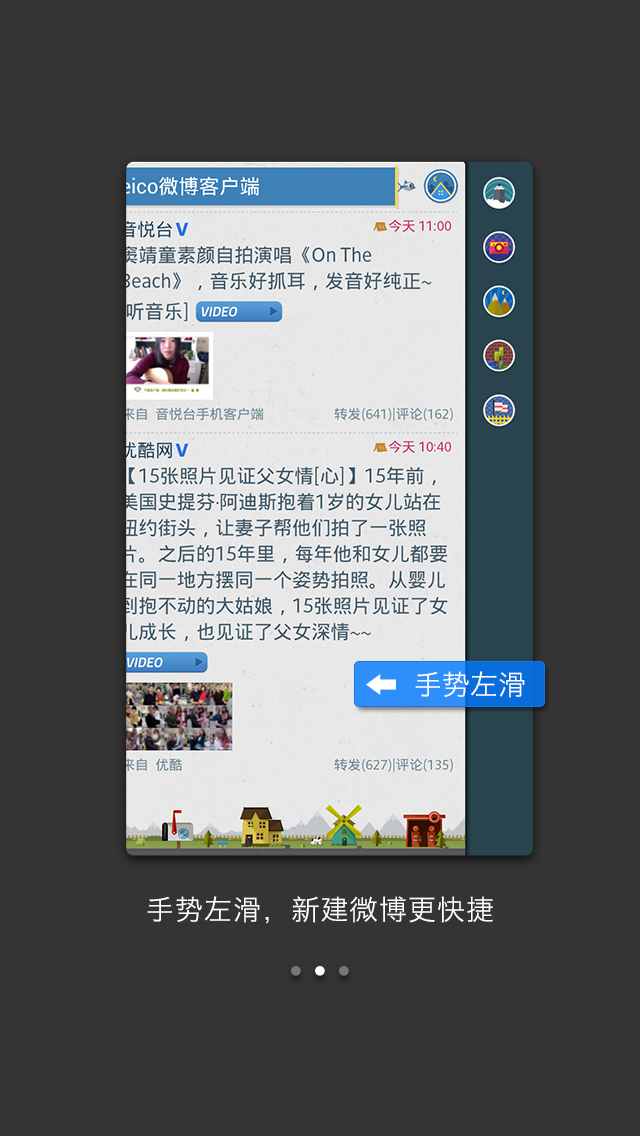 eico微博客户端
音悦台V
今天 11:00
窦靖童素颜自拍演唱《On The
Beach》，音乐好抓耳，发音好纯正~
听音乐]
VIDEO
来自 音悦台手机客户端
转发(641)|评论(162)
优酷网V
今天 10:40
【15张照片见证父女情[心]】15年前，
美国史提芬·阿迪斯抱着1岁的女儿站在
纽约街头，让妻子帮他们拍了一张照
片。之后的15年里，每年他和女儿都要
在同一地方摆同一个姿势拍照。从婴儿
到抱不动的大姑娘，15张照片见证了女
儿成长，也见证了父女深情~~
VIDEO
手势左滑
来自 优酷
转发(627)|评论(135)
手势左滑，新建微博更快捷